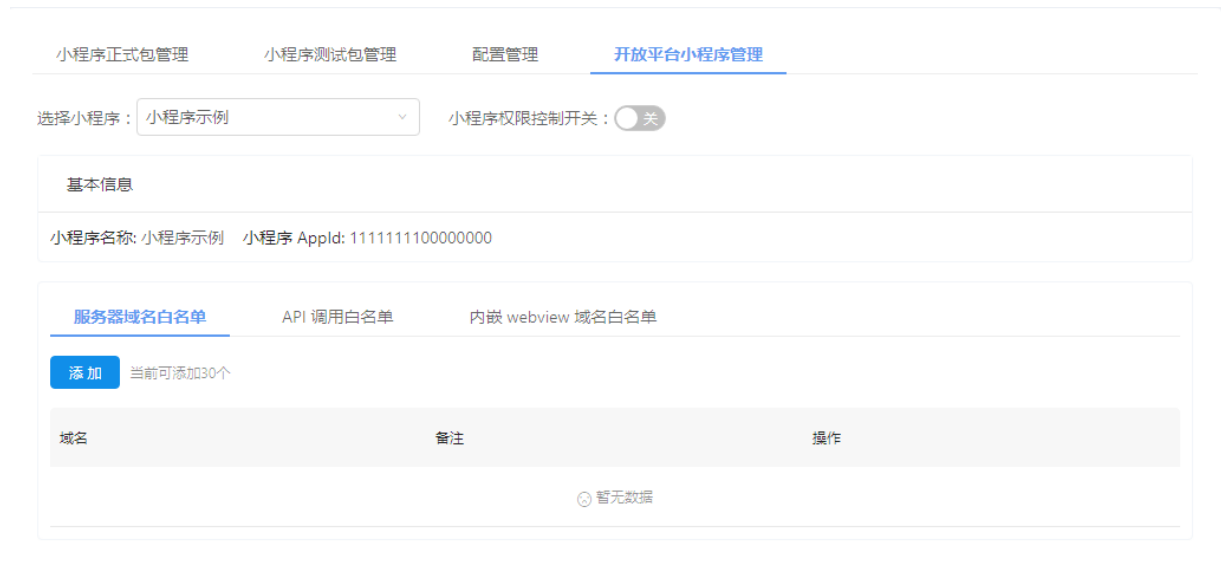 小程序正式包管理 小程序测试包管理 配置管理 开放平台小程序管理
选择小程序： 小程序示例 小程序权限控制开关： 关
基本信息
小程序名称: 小程序示例 小程序 AppId: 1111111100000000
服务器域名白名单 API 调用白名单 内嵌 webview 域名白名单
添 加 当前可添加30个
域名 备注 操作
暂无数据